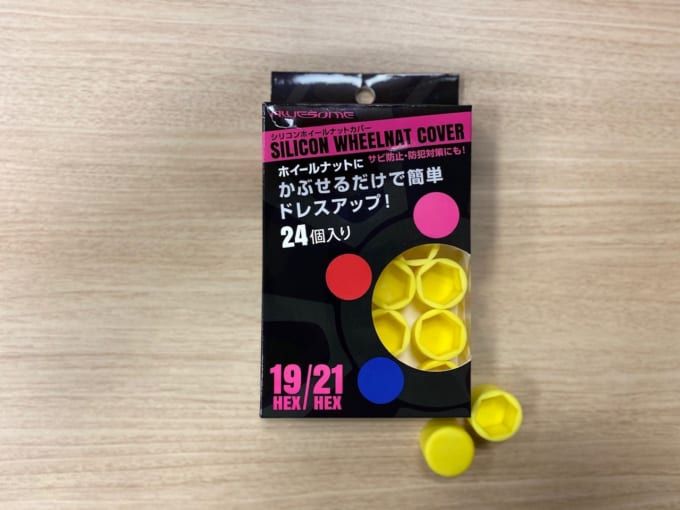 AWESOME
シリコンホイールナットカバー
SILICON WHEELNAT COVER
サビ防止・防犯対策にも!
ホイールナットに
かぶせるだけで簡単
ドレスアップ!
24個入り
19/21
HEX HEX